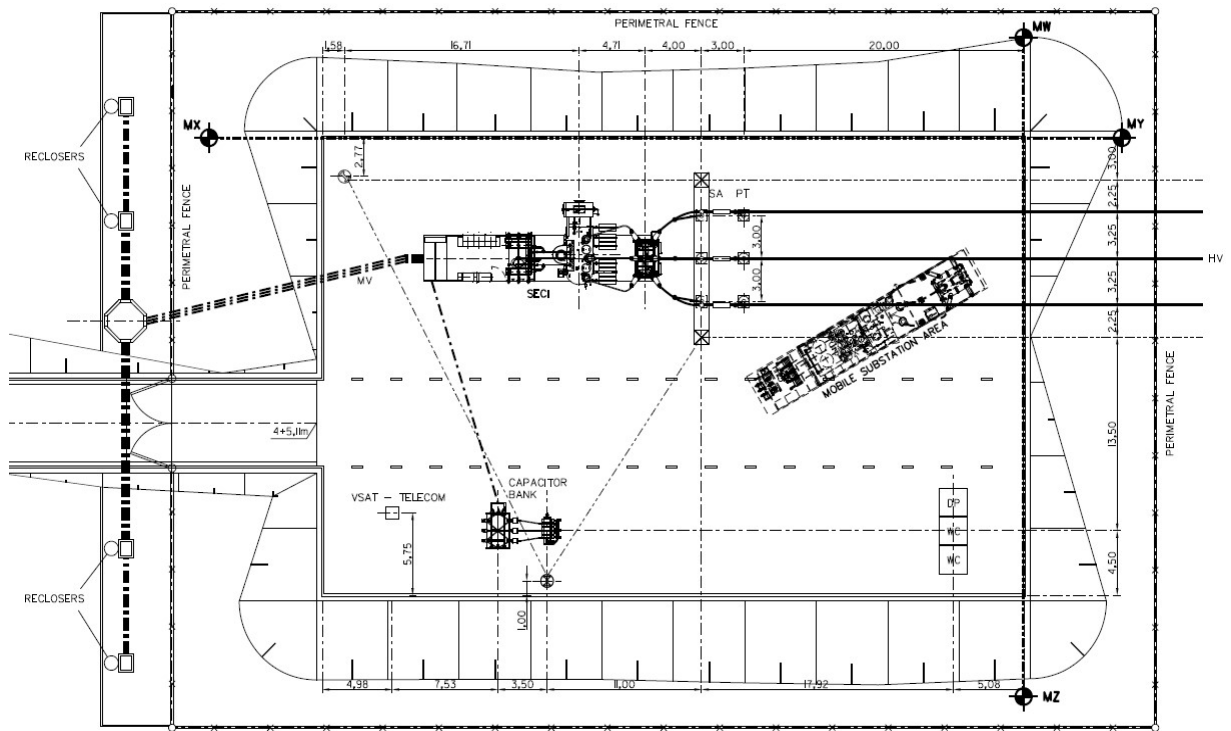 PERIMETRAL FENCE
MW
1,58
16,71
4,71
4,00
3,00
20,00
MX
MY
RECLOSERS
2,77
3,00
PERIMETRAL FENCE
SA PT
2,25
3,00
3,25
HV
MV
SECI
3,00
3,25
2,25
MOBILE SUBSTATION AREA
PERIMETRAL FENCE
4+5,11m
13,50
CAPACITOR
BANK
VSAT - TELECOM
DP
WC
WC
5,75
4,50
RECLOSERS
1,00
4,98
7,53
3,50
11,00
17,92
5,08
MZ